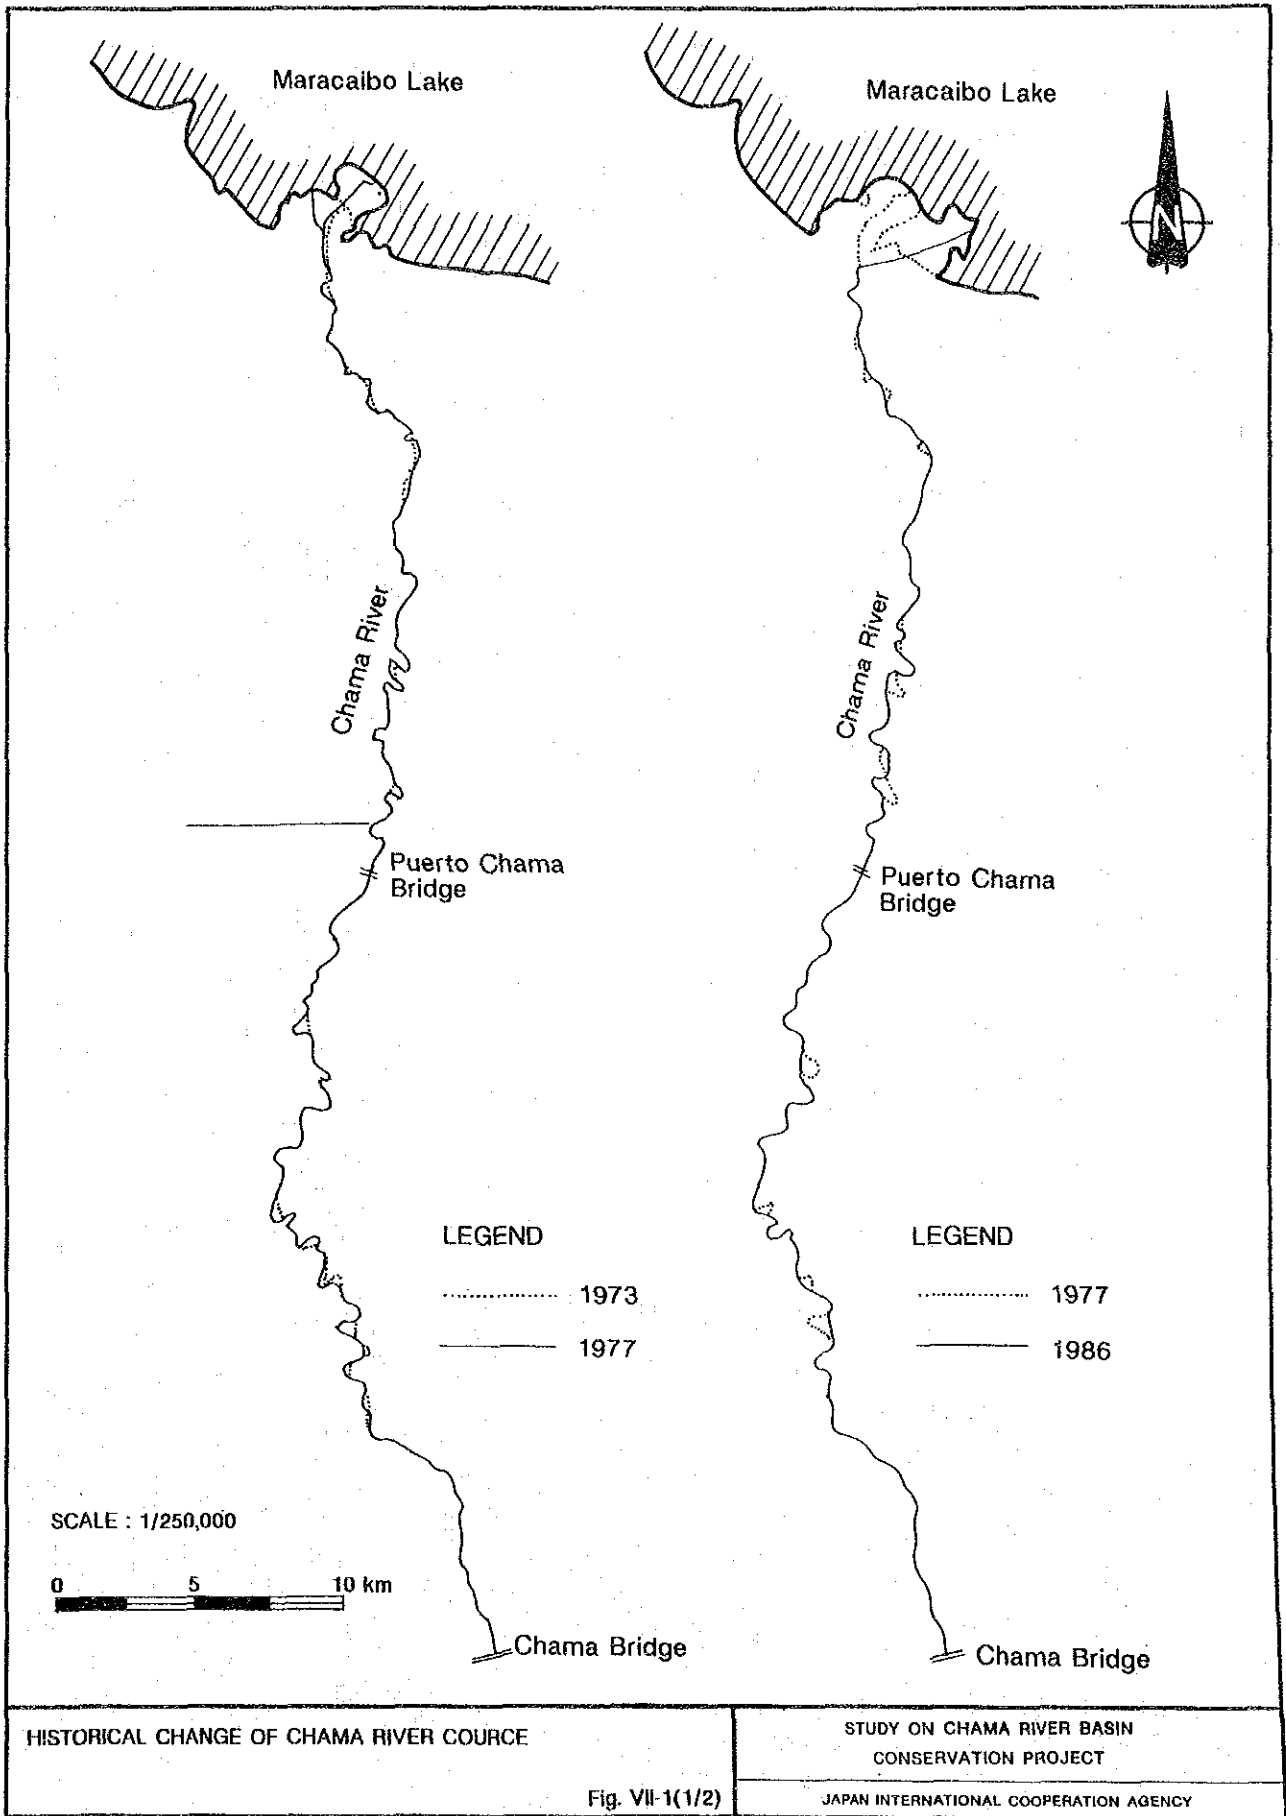 Maracaibo Lake
Chama River
Puerto Chama
Bridge
LEGEND
1973
1977
SCALE : 1/250,000
0 5 10 km
Chama Bridge
Maracaibo Lake
N
Chama River
Puerto Chama
Bridge
LEGEND
1977
1986
Chama Bridge
HISTORICAL CHANGE OF CHAMA RIVER COURCE
Fig. VII-1(1/2)
STUDY ON CHAMA RIVER BASIN
CONSERVATION PROJECT
JAPAN INTERNATIONAL COOPERATION AGENCY